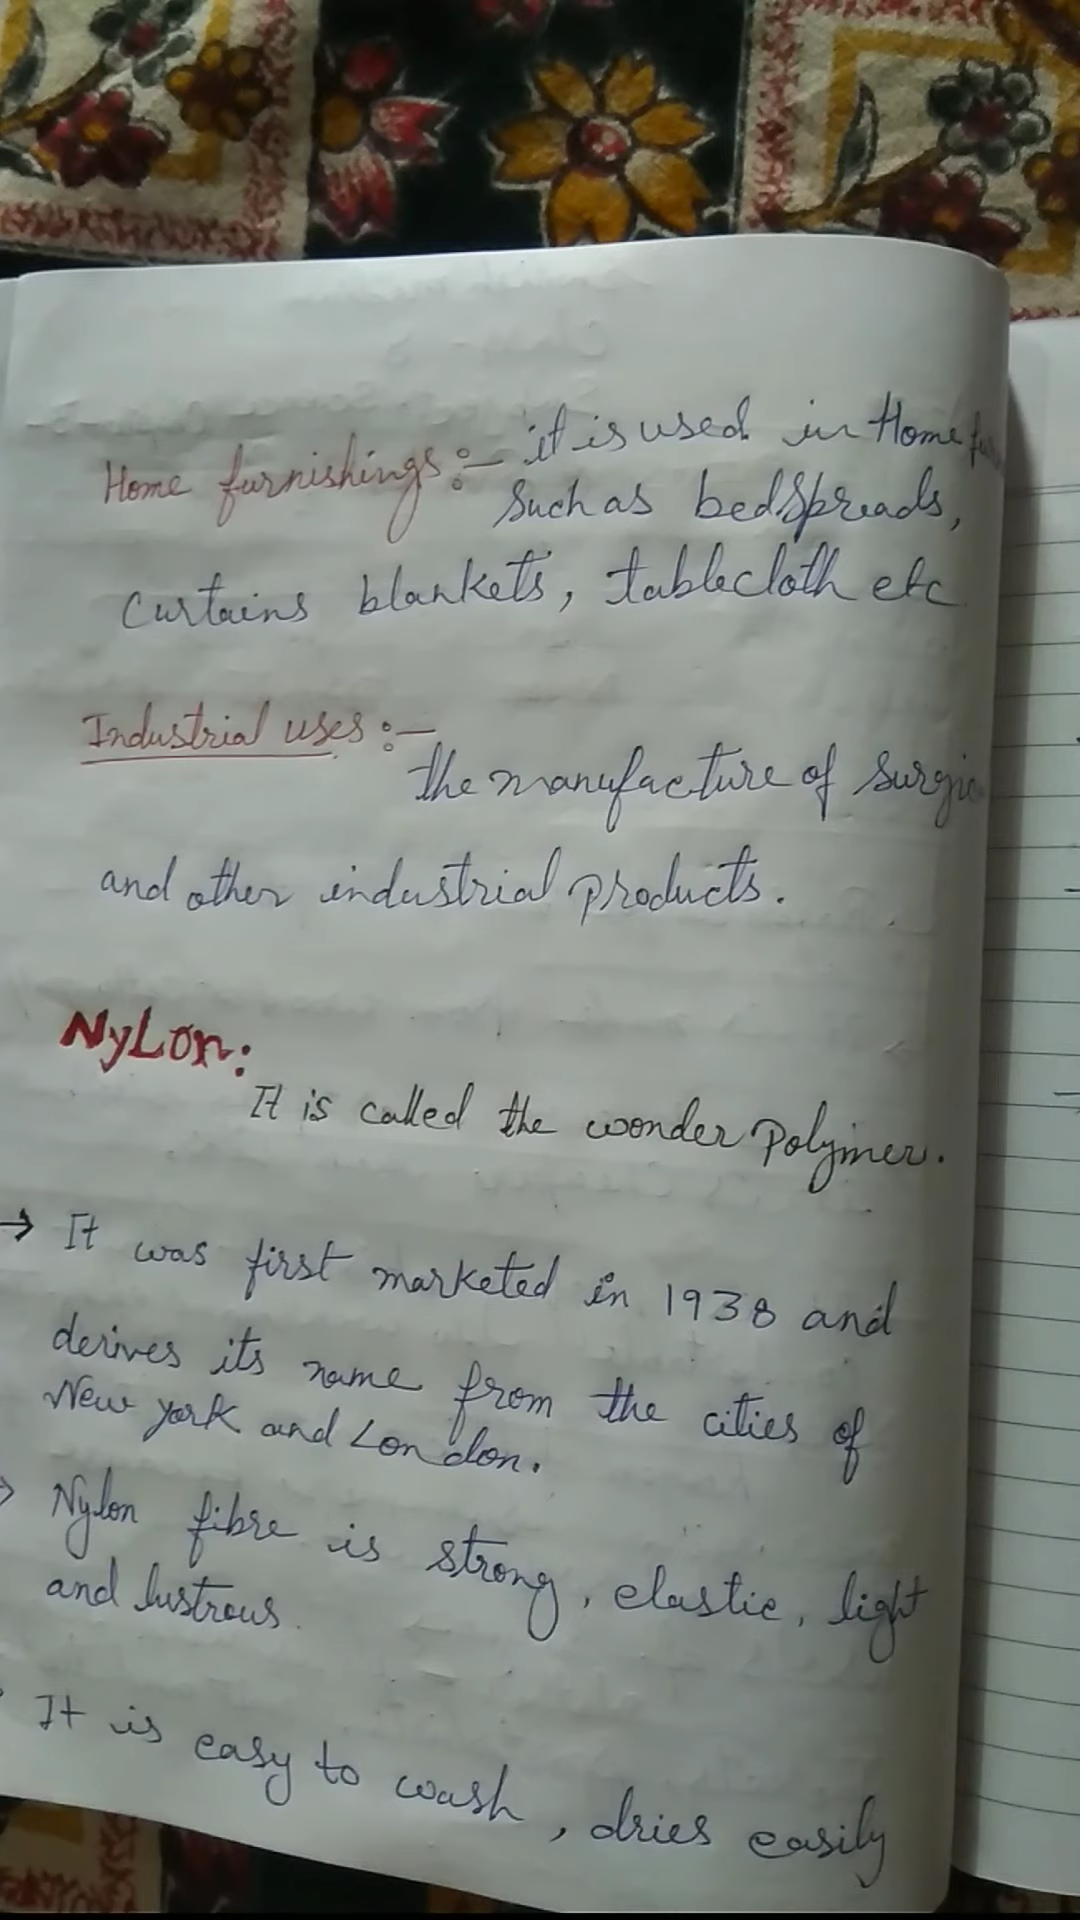 Home furnishings:- it is used in Home
such as bedspreads,
curtains blankets, tablecloth etc
Industrial uses:-
the manufacture of
and other industrial products.
NyLon:
It is called the wonder Polymer.
→ It was first marketed in 1938 and
derives its name from the cities of
New york and London.
Nylon fibre is strong, elastic, light
and lustrous.
It is easy to wash, dries easily